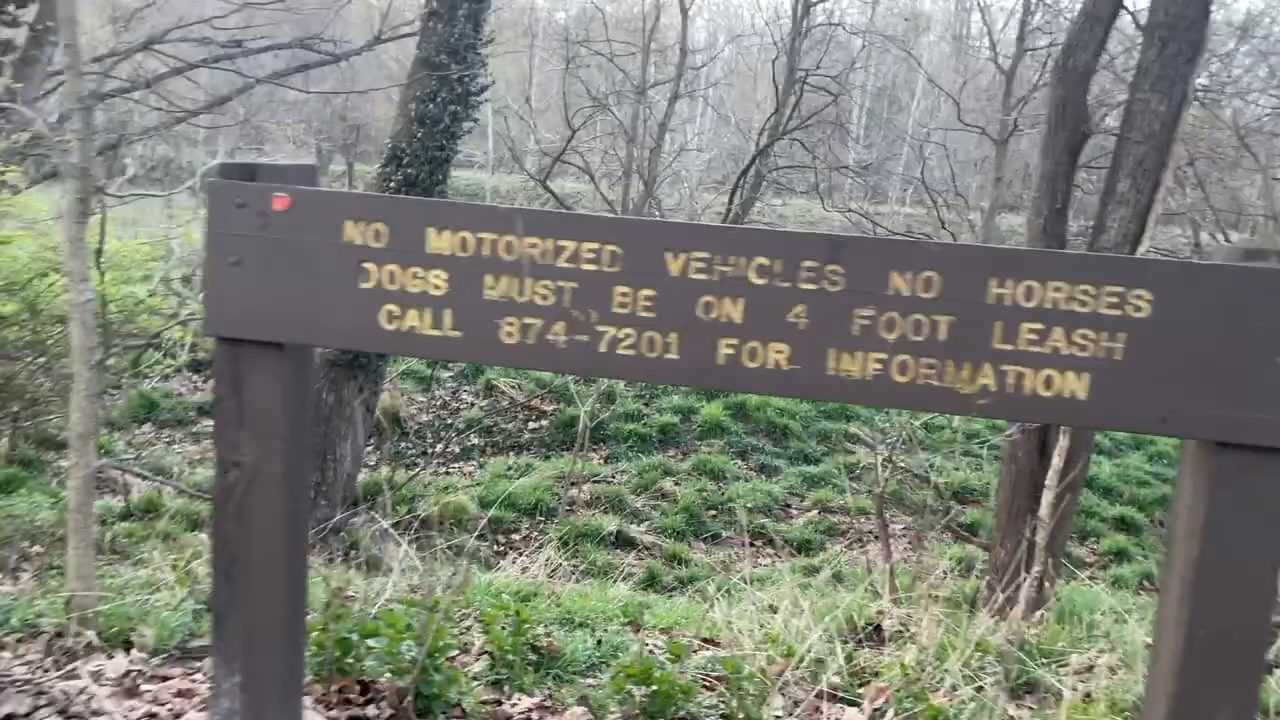 NO MOTORIZED VEHICLES NO HORSES
DOGS MUST BE ON 4 FOOT LEASH
CALL 874-7201 FOR INFORMATION